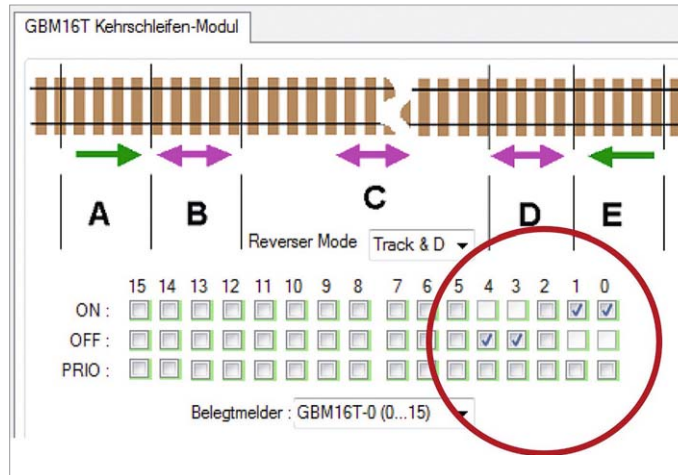 GBM16T Kehrschleifen-Modul
A B C D E
Reverser Mode Track & D
15 14 13 12 11 10 9 8 7 6 5 4 3 2 1 0
ON :
OFF :
PRIO :
Belegtmelder : GBM16T-0 (0...15)